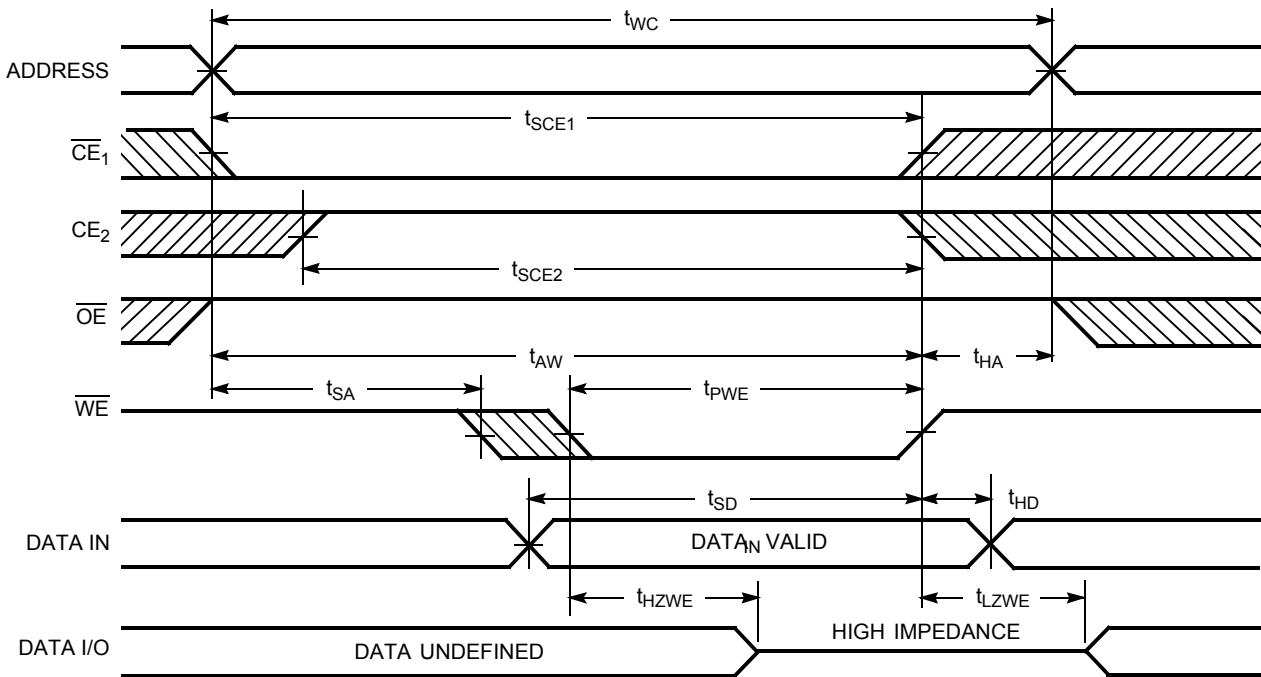 tWC
ADDRESS
tSCE1
CE1
CE2
tSCE2
OE
tAW
tHA
tSA
tPWE
WE
tSD
tHD
DATA IN
DATAIN VALID
tHZWE
tLZWE
HIGH IMPEDANCE
DATA I/O
DATA UNDEFINED